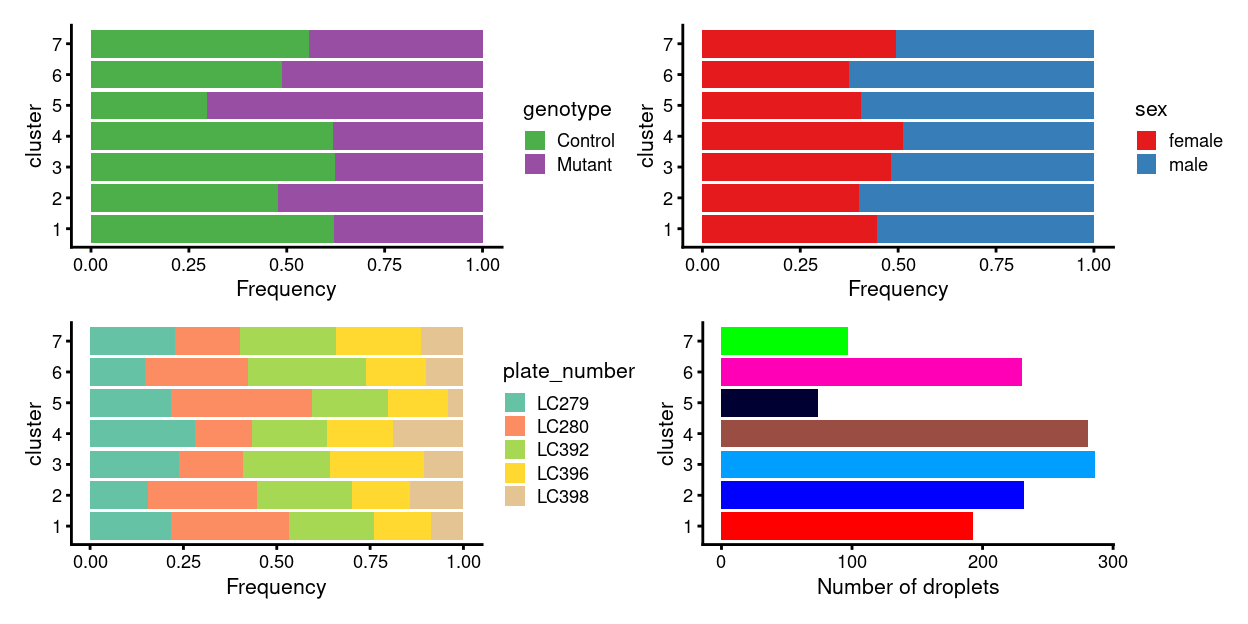 7
6
5
4
3
2
1
cluster
0.00 0.25 0.50 0.75 1.00
Frequency
genotype
Control
Mutant
7
6
5
4
3
2
1
cluster
0.00 0.25 0.50 0.75 1.00
Frequency
sex
female
male
7
6
5
4
3
2
1
cluster
0.00 0.25 0.50 0.75 1.00
Frequency
plate_number
LC279
LC280
LC392
LC396
LC398
7
6
5
4
3
2
1
cluster
0 100 200 300
Number of droplets